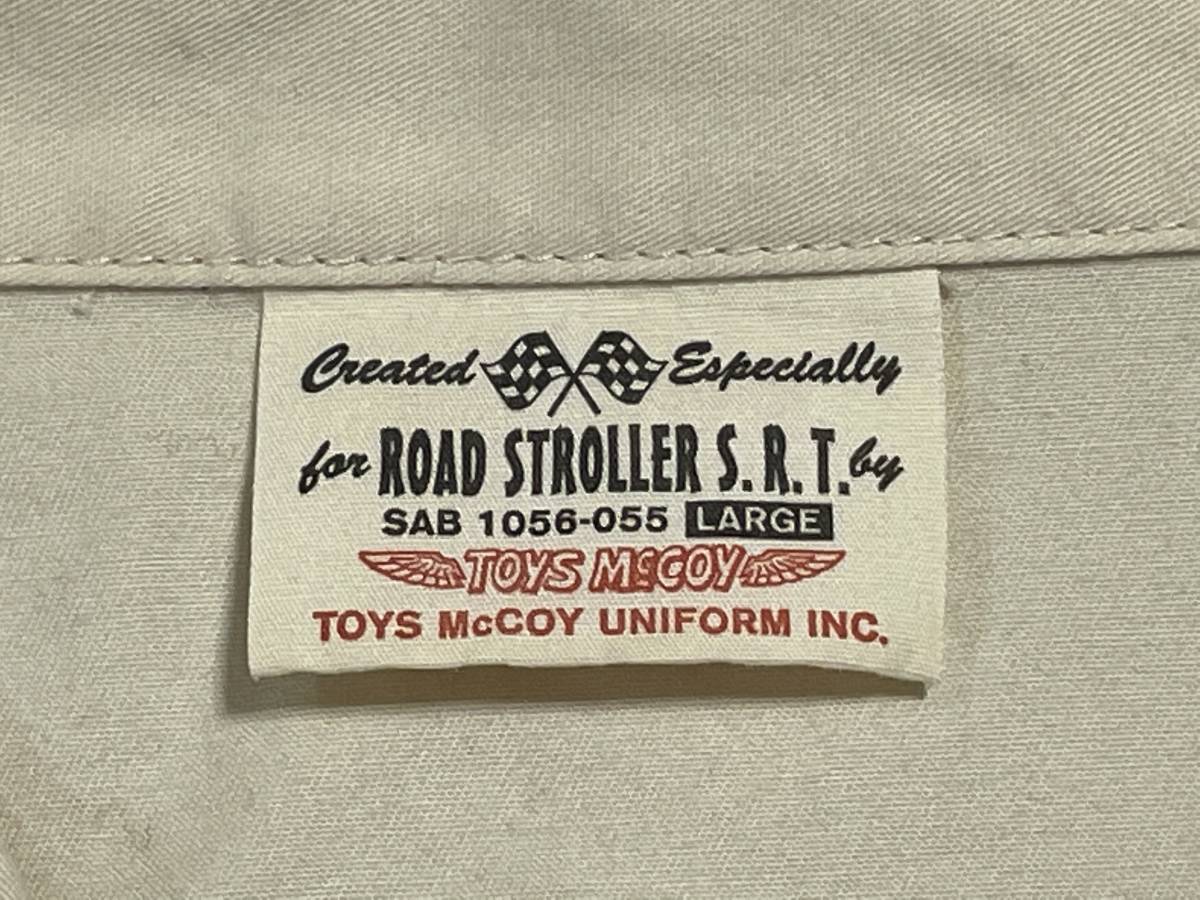 Created Especially
for ROAD STROLLER S. R. T. by
SAB 1056-055 LARGE
TOYS McCOY
TOYS McCOY UNIFORM INC.